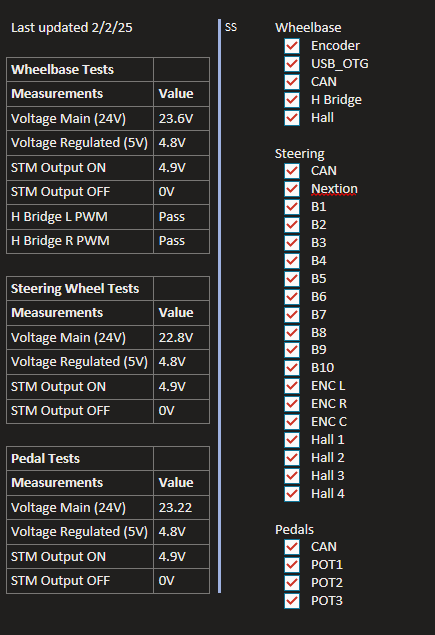 Last updated 2/2/25
Wheelbase Tests
Measurements Value
Voltage Main (24V) 23.6V
Voltage Regulated (5V) 4.8V
STM Output ON 4.9V
STM Output OFF 0V
H Bridge L PWM Pass
H Bridge R PWM Pass
Steering Wheel Tests
Measurements Value
Voltage Main (24V) 22.8V
Voltage Regulated (5V) 4.8V
STM Output ON 4.9V
STM Output OFF 0V
Pedal Tests
Measurements Value
Voltage Main (24V) 23.22
Voltage Regulated (5V) 4.8V
STM Output ON 4.9V
STM Output OFF 0V
SS
Wheelbase
Encoder
USB_OTG
CAN
H Bridge
Hall
Steering
CAN
Nextion
B1
B2
B3
B4
B5
B6
B7
B8
B9
B10
ENC L
ENC R
ENC C
Hall 1
Hall 2
Hall 3
Hall 4
Pedals
CAN
POT1
POT2
POT3